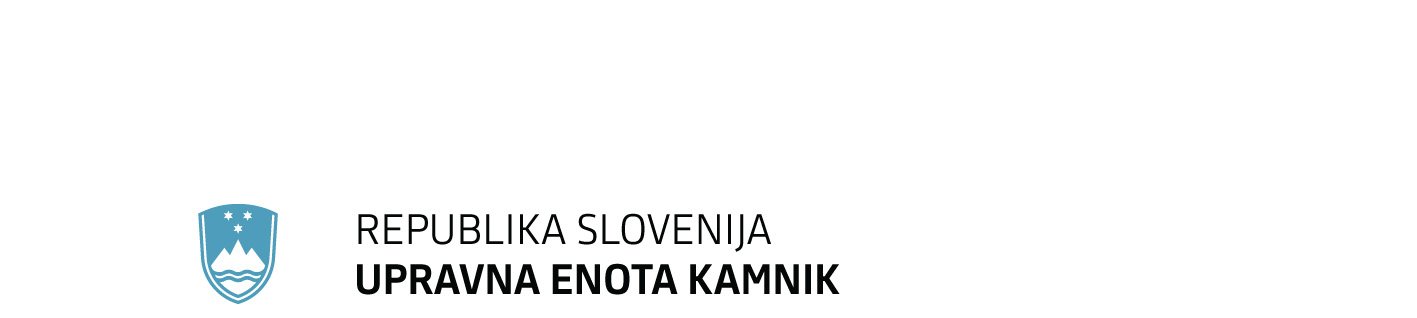 REPUBLIKA SLOVENIJA
UPRAVNA ENOTA KAMNIK